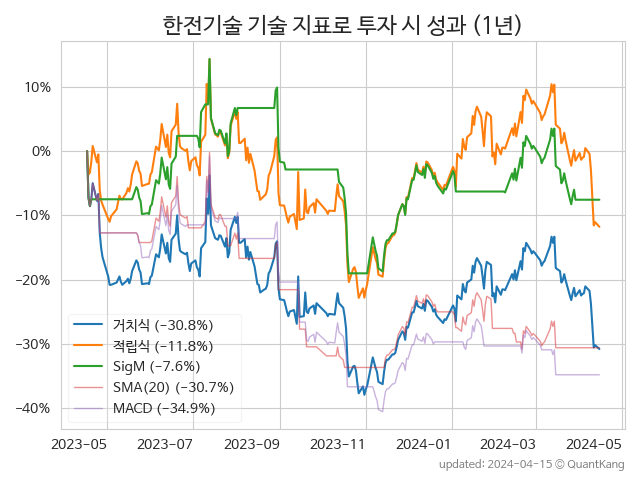 한전기술 기술 지표로 투자 시 성과 (1년)
10%
0%
−10%
−20%
−30%
−40%
거치식 (−30.8%)
적립식 (−11.8%)
SigM (−7.6%)
SMA(20) (−30.7%)
MACD (−34.9%)
2023-05
2023-07
2023-09
2023-11
2024-01
2024-03
2024-05
updated: 2024-04-15 © QuantKang